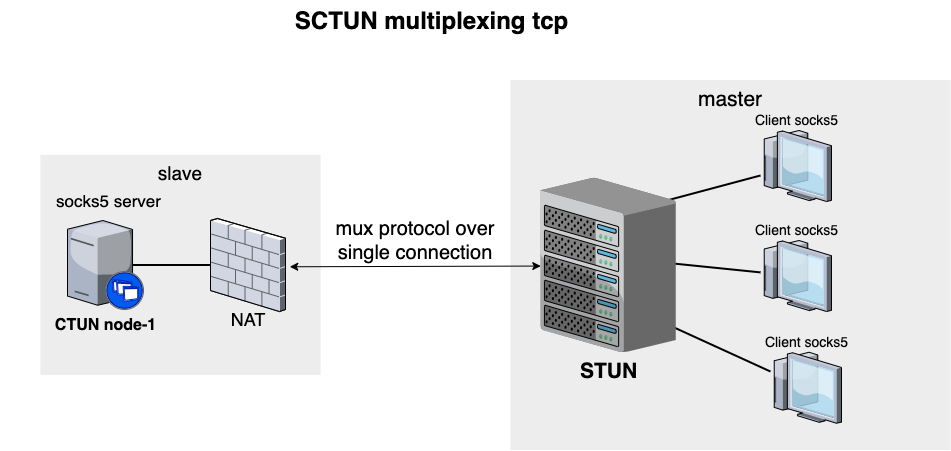 SCTUN multiplexing tcp
master
Client socks5
slave
socks5 server
mux protocol over
single connection
Client socks5
CTUN node-1
NAT
STUN
Client socks5